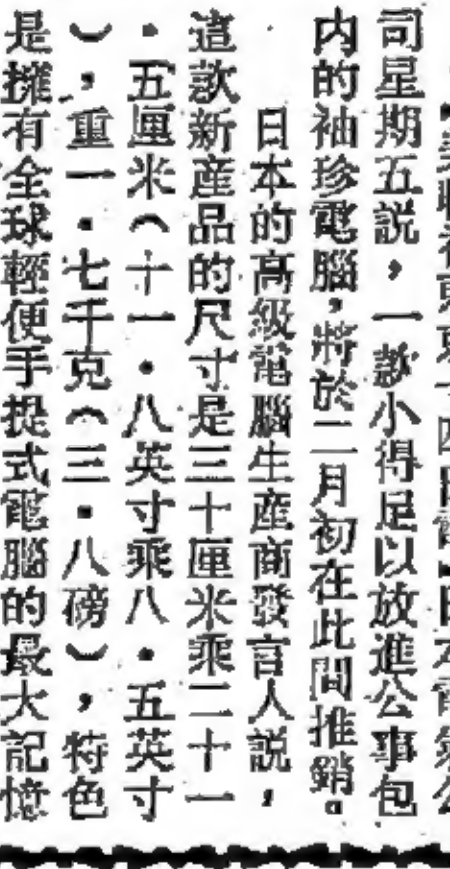 司星期五説，一款小得足以放進公事包
内的袖珍電腦，將於二月初在此間推銷。
日本的高級電腦生産商發言人説，
這款新産品的尺寸是三十厘米乘二十一
・五厘米（十一・八英寸乘八・五英寸
），重一・七千克（三・八磅），特色
是擁有全球輕便手提式電腦的最大記憶